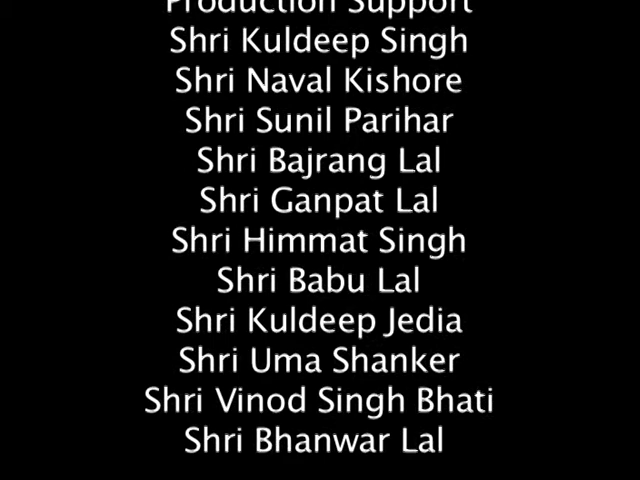 Production Support
Shri Kuldeep Singh
Shri Naval Kishore
Shri Sunil Parihar
Shri Bajrang Lal
Shri Ganpat Lal
Shri Himmat Singh
Shri Babu Lal
Shri Kuldeep Jedia
Shri Uma Shanker
Shri Vinod Singh Bhati
Shri Bhanwar Lal